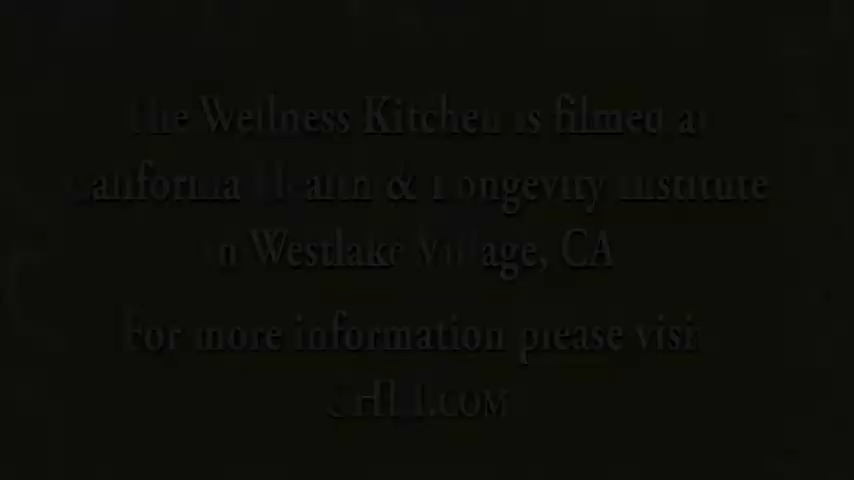 The Wellness Kitchen is filmed at
California Health & Longevity Institute
in Westlake Village, CA
For more information please visit